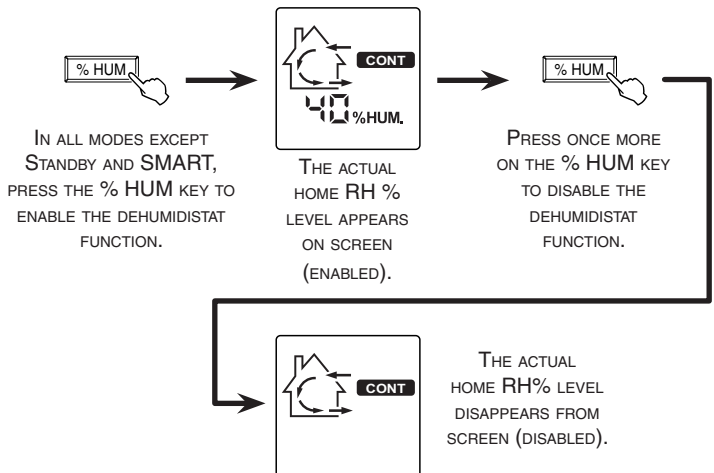 % HUM
IN ALL MODES EXCEPT
STANDBY AND SMART,
PRESS THE % HUM KEY TO
ENABLE THE DEHUMIDISTAT
FUNCTION.
CONT
40 %HUM.
THE ACTUAL
HOME RH %
LEVEL APPEARS
ON SCREEN
(ENABLED).
% HUM
PRESS ONCE MORE
ON THE % HUM KEY
TO DISABLE THE
DEHUMIDISTAT
FUNCTION.
CONT
THE ACTUAL
HOME RH% LEVEL
DISAPPEARS FROM
SCREEN (DISABLED).